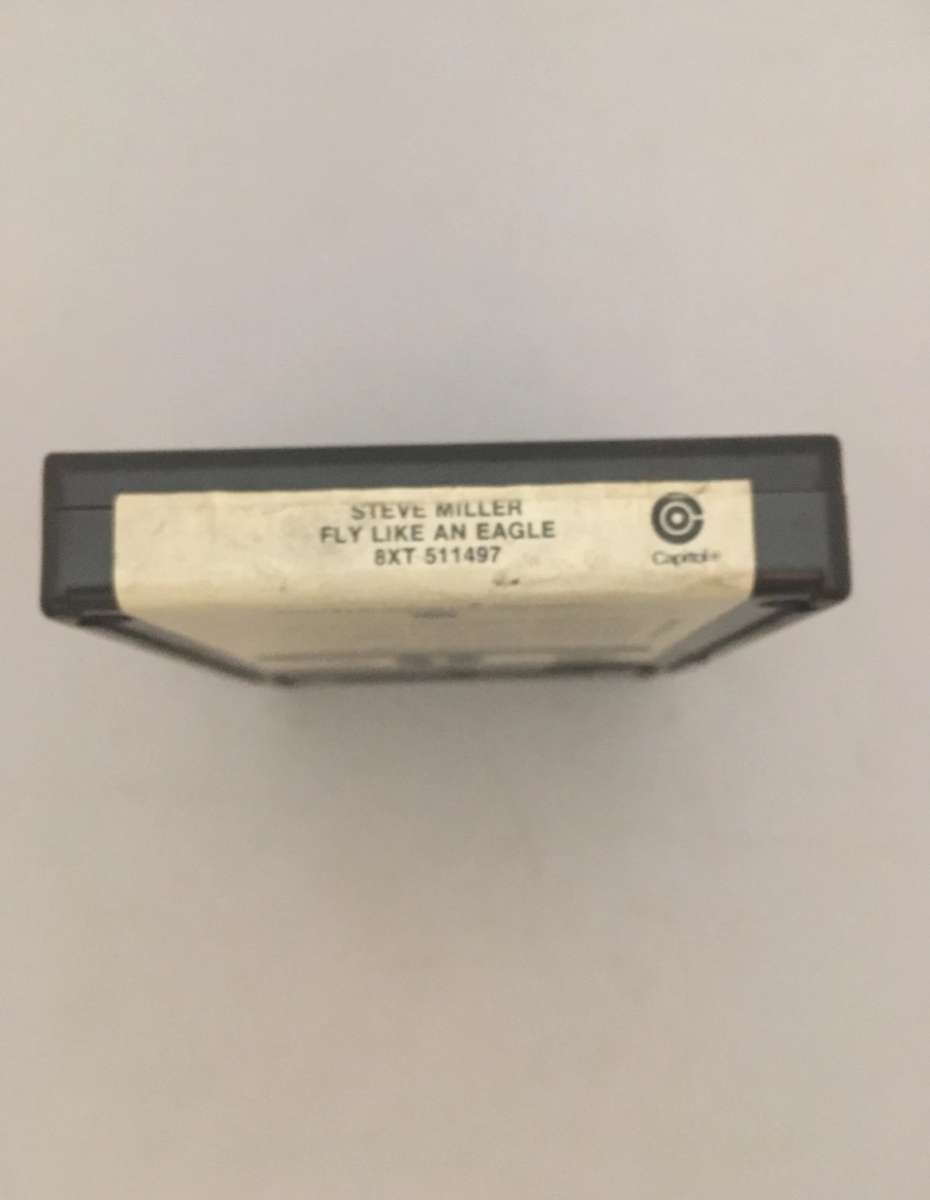 STEVE MILLER
FLY LIKE AN EAGLE
8XT 511497
Capitol®